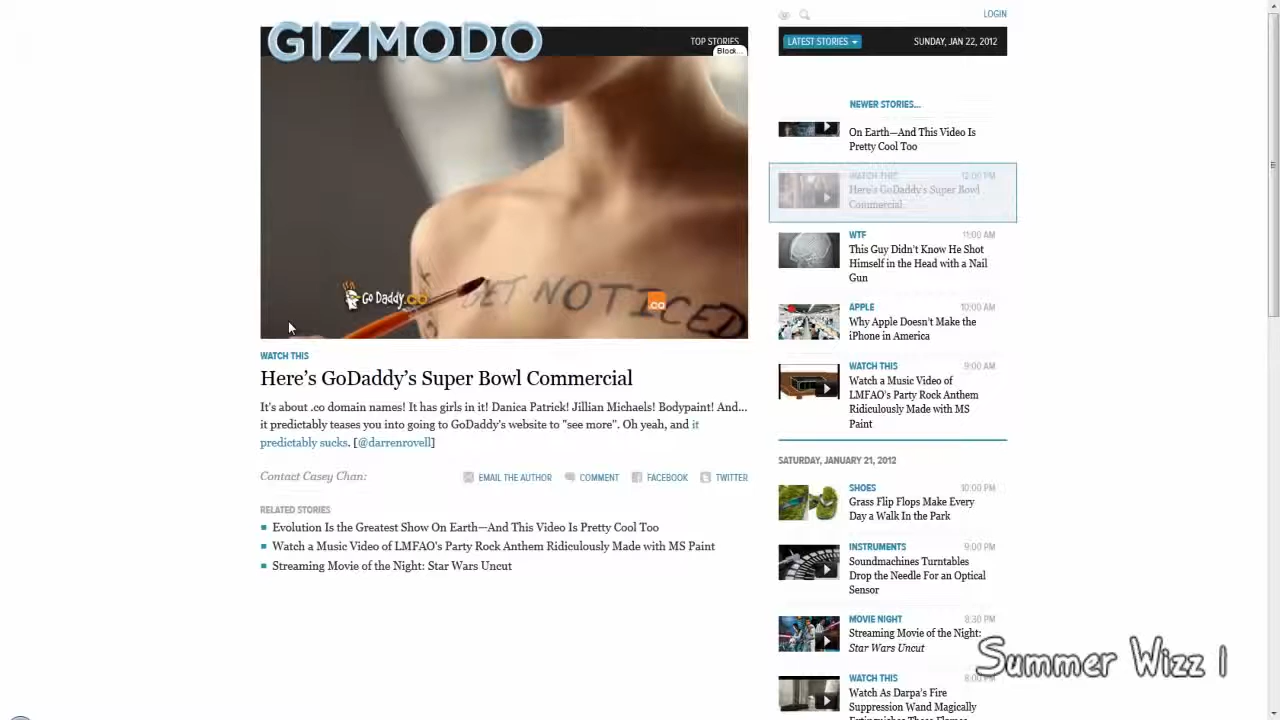 GIZMODO
TOP STORIES
Block...
GET NOTICED
Go Daddy.co
.co
WATCH THIS
Here's GoDaddy's Super Bowl Commercial
It's about .co domain names! It has girls in it! Danica Patrick! Jillian Michaels! Bodypaint! And...
it predictably teases you into going to GoDaddy's website to "see more". Oh yeah, and it
predictably sucks. [@darrenrovell]
Contact Casey Chan:
EMAIL THE AUTHOR
COMMENT
FACEBOOK
TWITTER
RELATED STORIES
Evolution Is the Greatest Show On Earth—And This Video Is Pretty Cool Too
Watch a Music Video of LMFAO's Party Rock Anthem Ridiculously Made with MS Paint
Streaming Movie of the Night: Star Wars Uncut
LOGIN
LATEST STORIES
SUNDAY, JAN 22, 2012
NEWER STORIES...
On Earth—And This Video Is
Pretty Cool Too
WATCH THIS 12:00 PM
Here's GoDaddy's Super Bowl
Commercial
WTF 11:00 AM
This Guy Didn't Know He Shot
Himself in the Head with a Nail
Gun
APPLE 10:00 AM
Why Apple Doesn't Make the
iPhone in America
WATCH THIS 9:00 AM
Watch a Music Video of
LMFAO's Party Rock Anthem
Ridiculously Made with MS
Paint
SATURDAY, JANUARY 21, 2012
SHOES 10:00 PM
Grass Flip Flops Make Every
Day a Walk In the Park
INSTRUMENTS 9:00 PM
Soundmachines Turntables
Drop the Needle For an Optical
Sensor
MOVIE NIGHT 8:30 PM
Streaming Movie of the Night:
Star Wars Uncut
WATCH THIS 8:00 PM
Watch As Darpa's Fire
Suppression Wand Magically
Summer Wizz 1